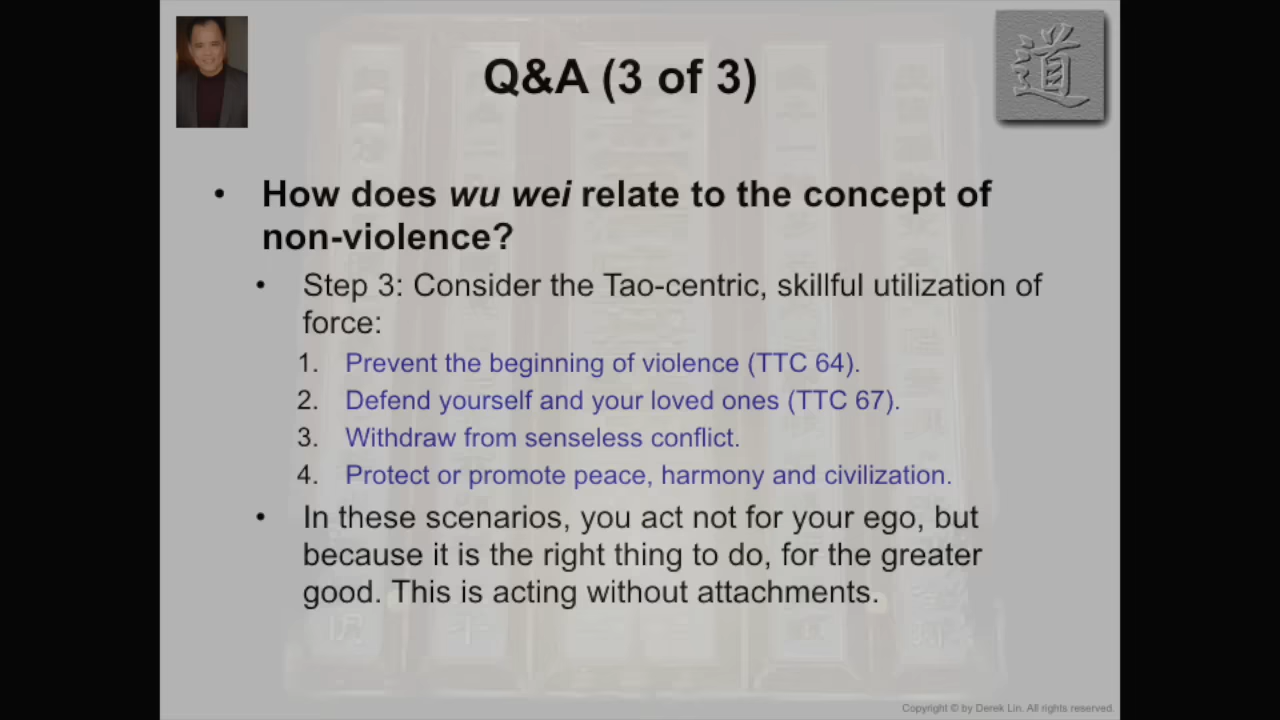 Q&A (3 of 3)
道
• How does wu wei relate to the concept of
non-violence?
• Step 3: Consider the Tao-centric, skillful utilization of
force:
1. Prevent the beginning of violence (TTC 64).
2. Defend yourself and your loved ones (TTC 67).
3. Withdraw from senseless conflict.
4. Protect or promote peace, harmony and civilization.
• In these scenarios, you act not for your ego, but
because it is the right thing to do, for the greater
good. This is acting without attachments.
Copyright © by Derek Lin. All rights reserved.